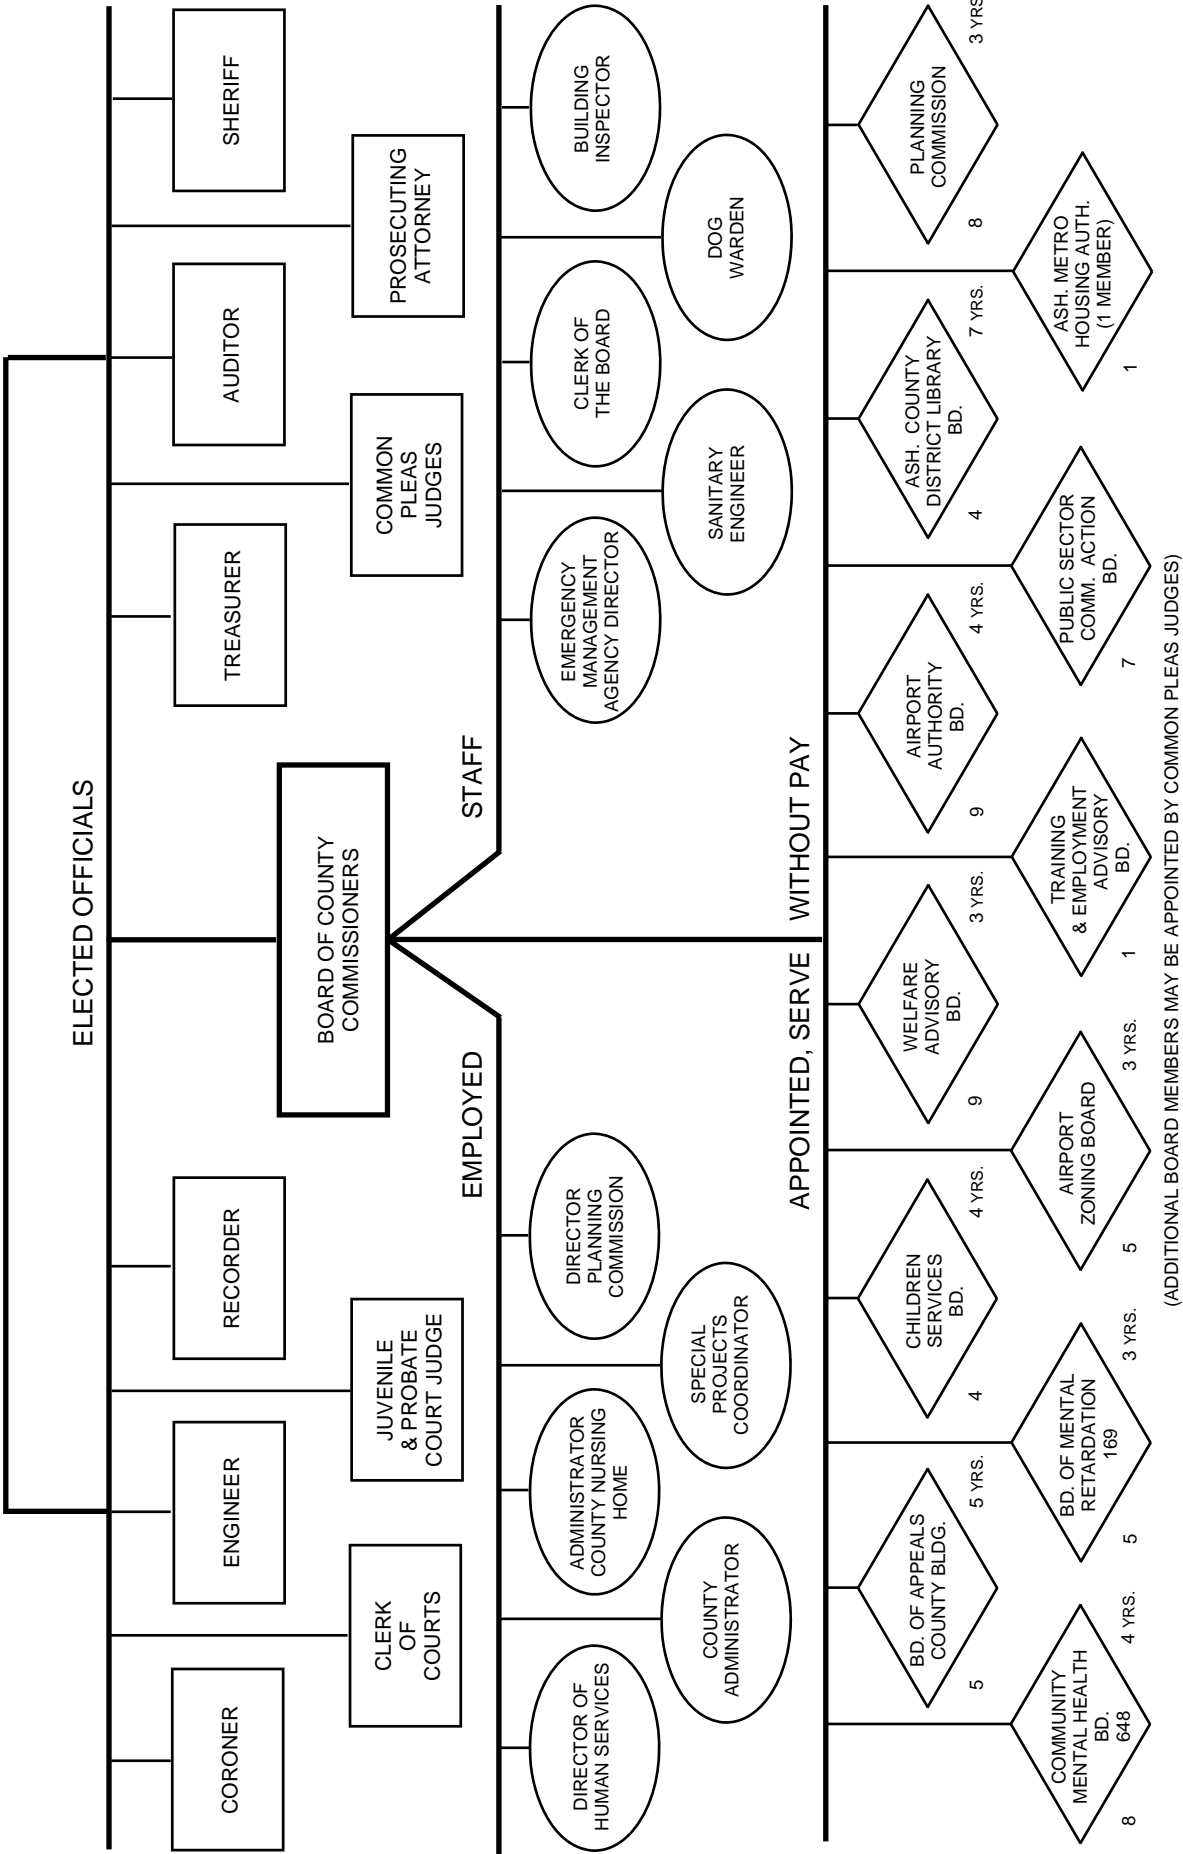 ELECTED OFFICIALS
CORONER
ENGINEER
RECORDER
TREASURER
AUDITOR
SHERIFF
CLERK
OF
COURTS
JUVENILE
& PROBATE
COURT JUDGE
BOARD OF COUNTY
COMMISSIONERS
COMMON
PLEAS
JUDGES
PROSECUTING
ATTORNEY
EMPLOYED
STAFF
DIRECTOR OF
HUMAN SERVICES
ADMINISTRATOR
COUNTY NURSING
HOME
DIRECTOR
PLANNING
COMMISSION
EMERGENCY
MANAGEMENT
AGENCY DIRECTOR
CLERK OF
THE BOARD
BUILDING
INSPECTOR
COUNTY
ADMINISTRATOR
SPECIAL
PROJECTS
COORDINATOR
SANITARY
ENGINEER
DOG
WARDEN
APPOINTED, SERVE WITHOUT PAY
BD. OF APPEALS
COUNTY BLDG.
5
5 YRS.
CHILDREN
SERVICES
BD.
4
4 YRS.
WELFARE
ADVISORY
BD.
9
3 YRS.
AIRPORT
AUTHORITY
BD.
9
4 YRS.
ASH. COUNTY
DISTRICT LIBRARY
BD.
4
7 YRS.
PLANNING
COMMISSION
8
3 YRS
COMMUNITY
MENTAL HEALTH
BD.
648
8
4 YRS.
BD. OF MENTAL
RETARDATION
169
5
3 YRS.
AIRPORT
ZONING BOARD
5
3 YRS.
TRAINING
& EMPLOYMENT
ADVISORY
BD.
1
PUBLIC SECTOR
COMM. ACTION
BD.
7
ASH. METRO
HOUSING AUTH.
(1 MEMBER)
1
(ADDITIONAL BOARD MEMBERS MAY BE APPOINTED BY COMMON PLEAS JUDGES)